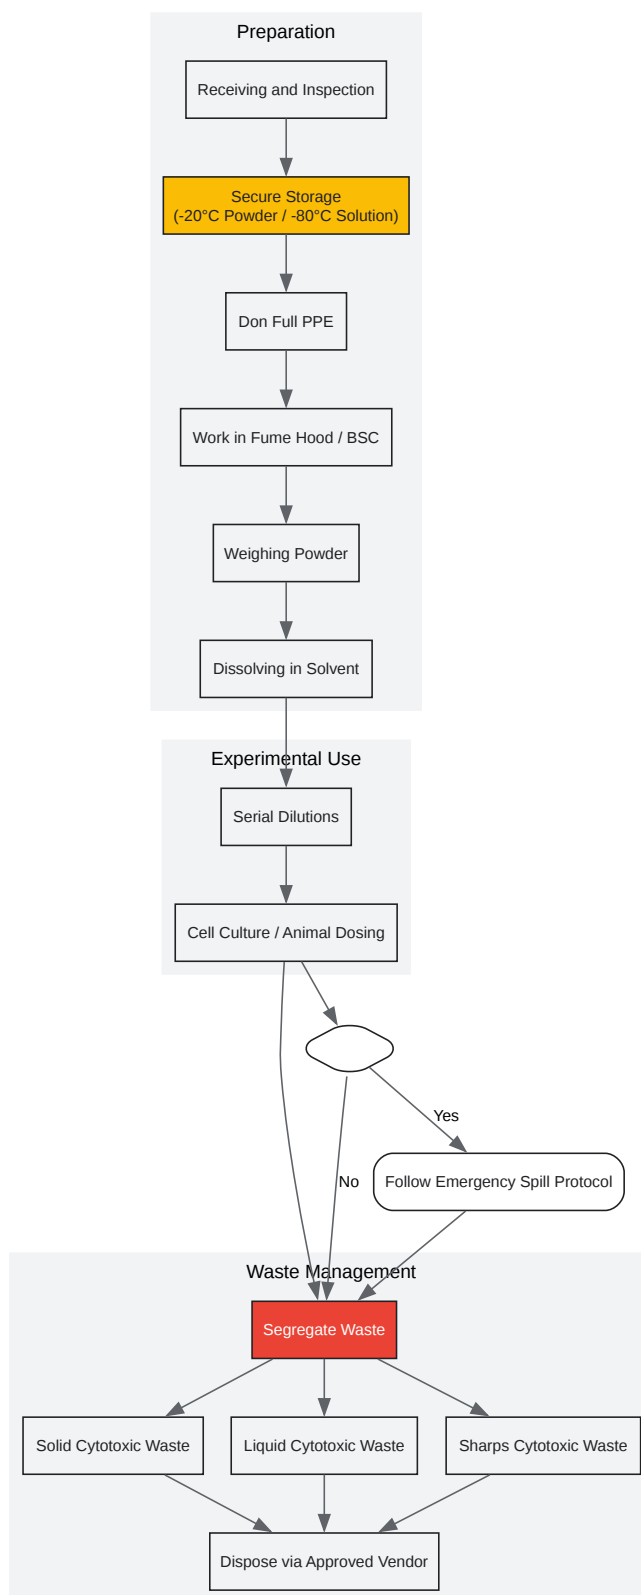 Preparation
Receiving and Inspection
Secure Storage
(-20°C Powder / -80°C Solution)
Don Full PPE
Work in Fume Hood / BSC
Weighing Powder
Dissolving in Solvent
Experimental Use
Serial Dilutions
Cell Culture / Animal Dosing
Yes
No
Follow Emergency Spill Protocol
Waste Management
Segregate Waste
Solid Cytotoxic Waste
Liquid Cytotoxic Waste
Sharps Cytotoxic Waste
Dispose via Approved Vendor